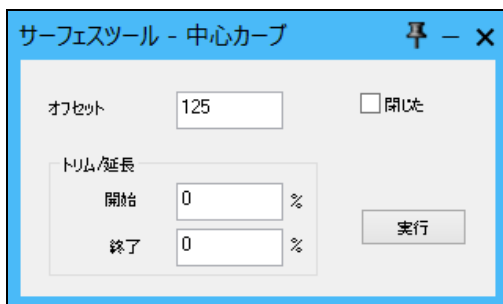 サーフェスツール - 中心カーブ
オフセット 125 閉じた
トリム/延長
開始 0 %
終了 0 %
実行